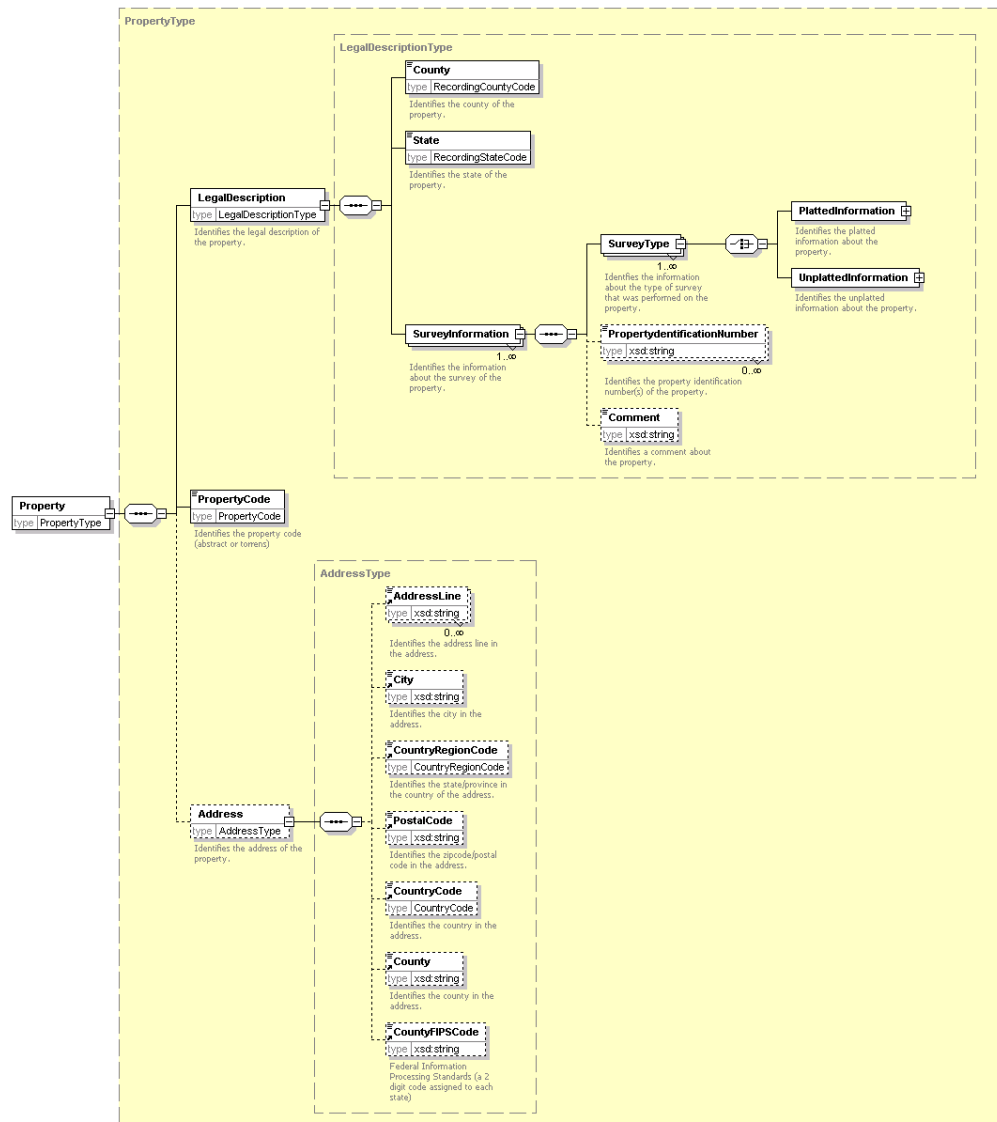 PropertyType
LegalDescriptionType
County
type RecordingCountyCode
Identifies the county of the
property.
State
type RecordingStateCode
Identifies the state of the
property.
LegalDescription
type LegalDescriptionType
Identifies the legal description of
the property.
SurveyInformation
1..∞
Identifies the information
about the survey of the
property.
SurveyType
1..∞
Identfies the information
about the type of survey
that was performed on the
property.
PlattedInformation
Identifies the platted
information about the
property.
UnplattedInformation
Identifies the unplatted
information about the property.
PropertydentificationNumber
type xsd:string
0..∞
Identifies the property identification
number(s) of the property.
Comment
type xsd:string
Identifies a comment about
the property.
Property
type PropertyType
PropertyCode
type PropertyCode
Identifies the property code
(abstract or torrens)
Address
type AddressType
Identifies the address of the
property.
AddressType
AddressLine
type xsd:string
0..∞
Identifies the address line in
the address.
City
type xsd:string
Identifies the city in the
address.
CountryRegionCode
type CountryRegionCode
Identifies the state/province in
the country of the address.
PostalCode
type xsd:string
Identifies the zipcode/postal
code in the address.
CountryCode
type CountryCode
Identifies the country in the
address.
County
type xsd:string
Identifies the county in the
address.
CountyFIPSCode
type xsd:string
Federal Information
Processing Standards (a 2
digit code assigned to each
state)